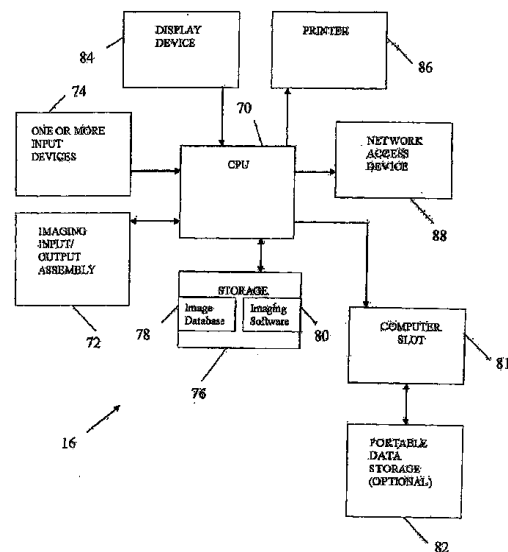 DISPLAY
DEVICE
84
PRINTER
86
74
ONE OR MORE
INPUT
DEVICES
70
CPU
NETWORK
ACCESS
DEVICE
88
IMAGING
INPUT/
OUTPUT
ASSEMBLY
72
STORAGE
78
Image
Database
Imaging
Software
80
76
COMPUTER
SLOT
81
16
PORTABLE
DATA
STORAGE
(OPTIONAL)
82